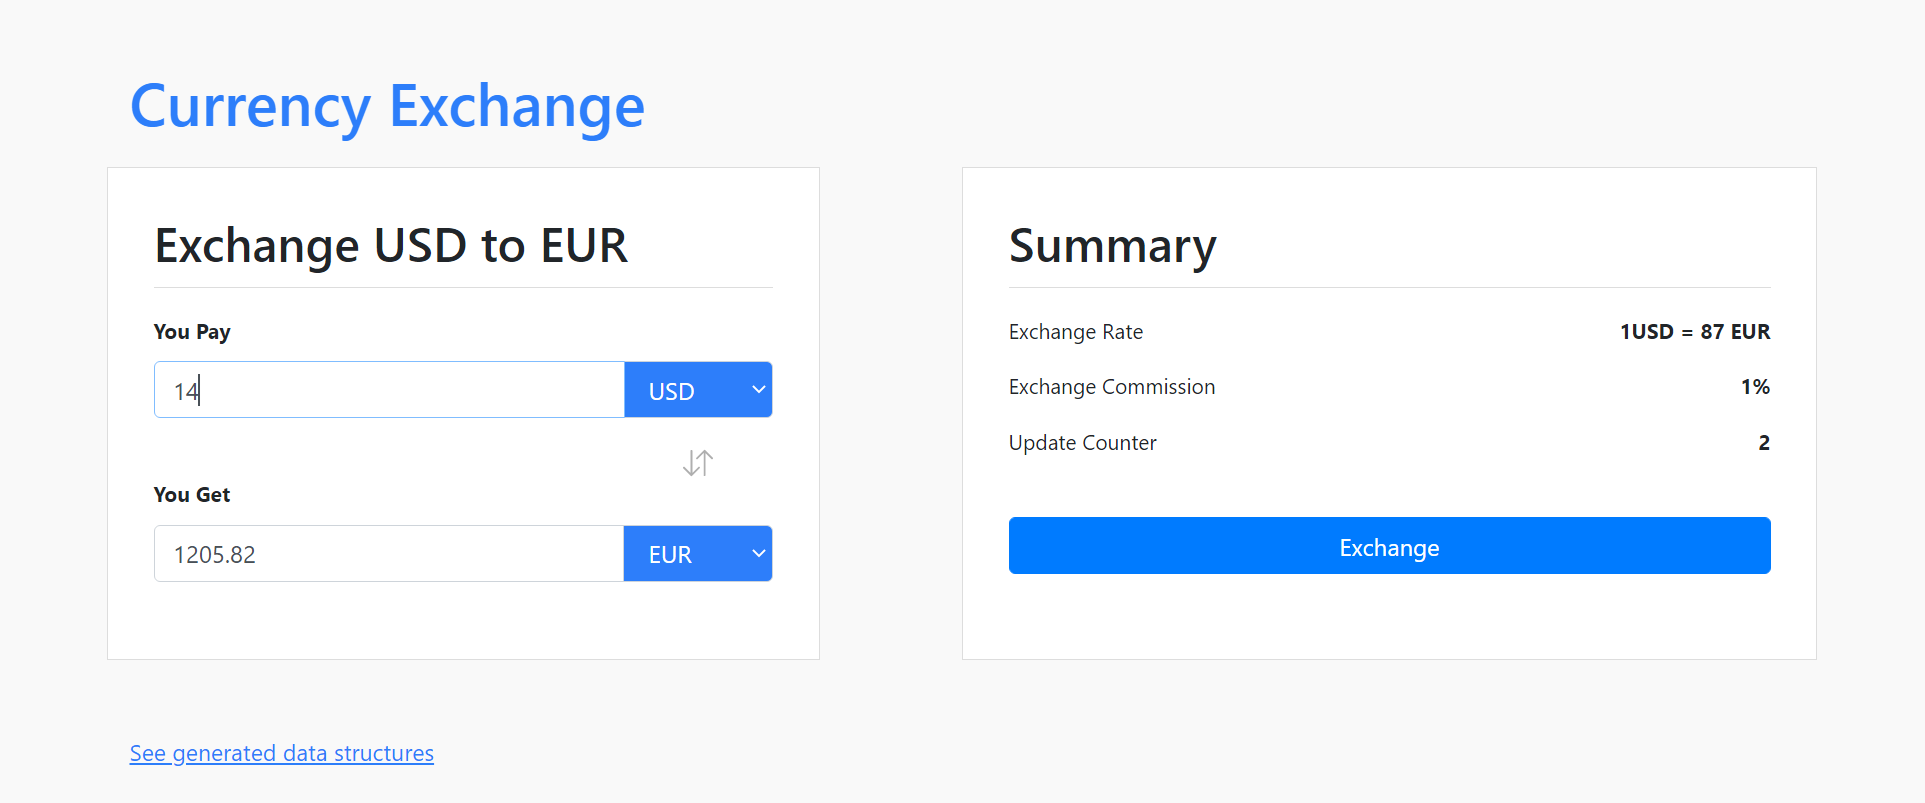 Currency Exchange
Exchange USD to EUR
You Pay
14 USD
You Get
1205.82 EUR
Summary
Exchange Rate 1USD = 87 EUR
Exchange Commission 1%
Update Counter 2
Exchange
See generated data structures